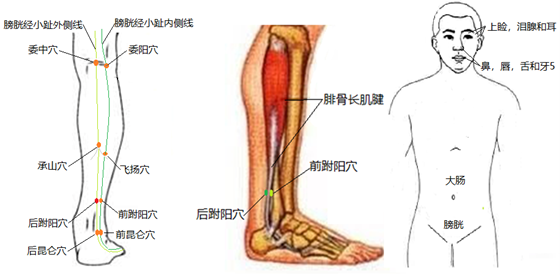 膀胱经小趾外侧线
膀胱经小趾内侧线
委中穴
委阳穴
承山穴
飞扬穴
后跗阳穴
前跗阳穴
后昆仑穴
前昆仑穴
腓骨长肌腱
前跗阳穴
后跗阳穴
上睑，泪腺和耳
鼻，唇，舌和牙5
大肠
膀胱